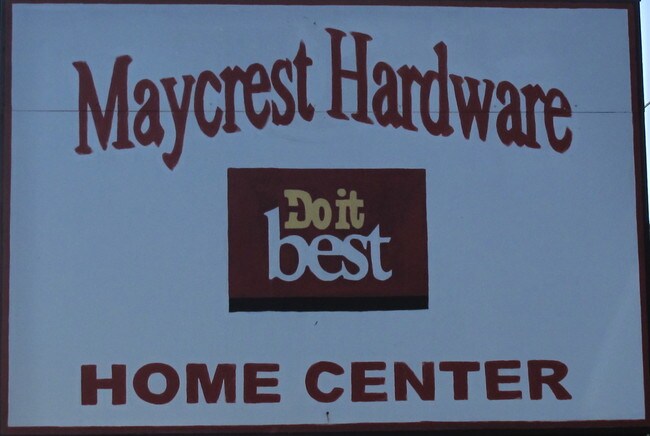 Maycrest Hardware
Do it
best
HOME CENTER